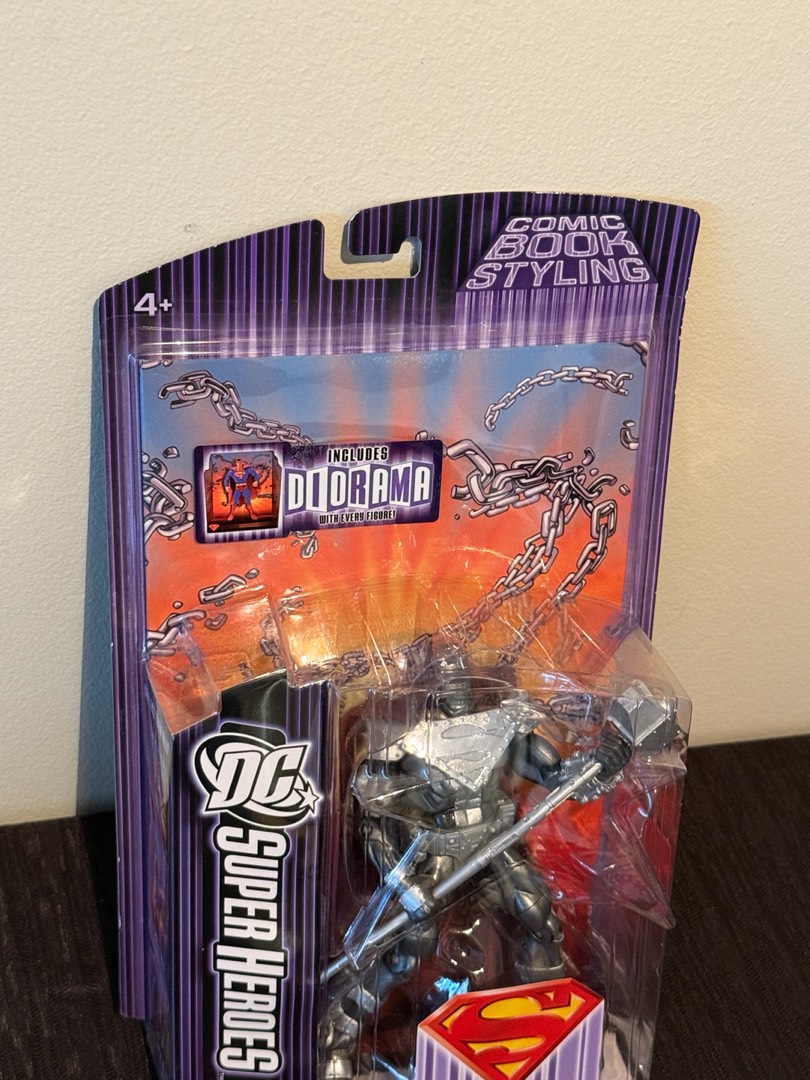 COMIC
BOOK
STYLING
4+
INCLUDES
DIORAMA
WITH EVERY FIGURE!
DC
SUPER HEROES
S